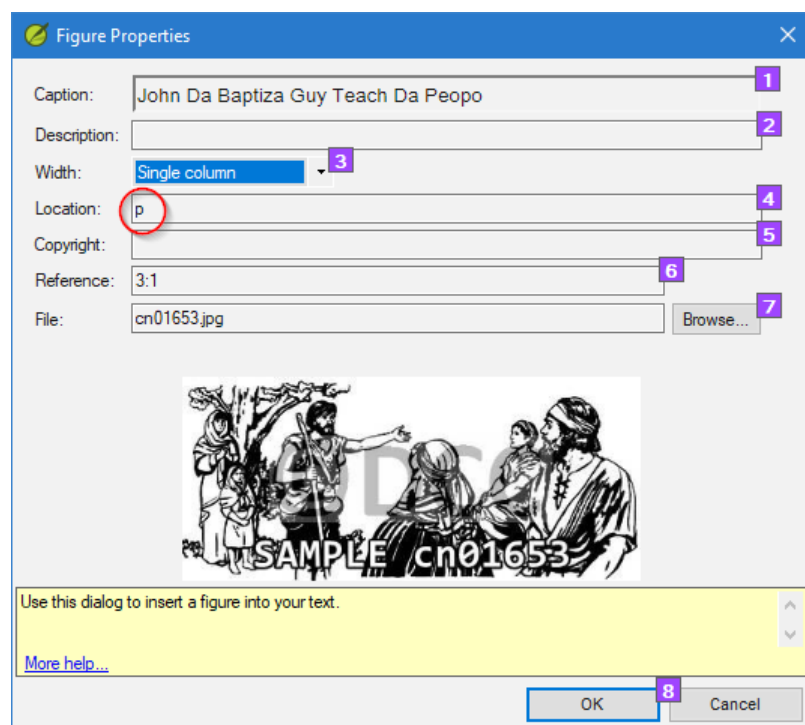 Figure Properties
Caption: John Da Baptiza Guy Teach Da Peopo 1
Description: 2
Width: Single column 3
Location: p 4
Copyright: 5
Reference: 3:1 6
File: cn01653.jpg Browse... 7
©DCC
SAMPLE cn01653
Use this dialog to insert a figure into your text.
More help...
OK 8 Cancel